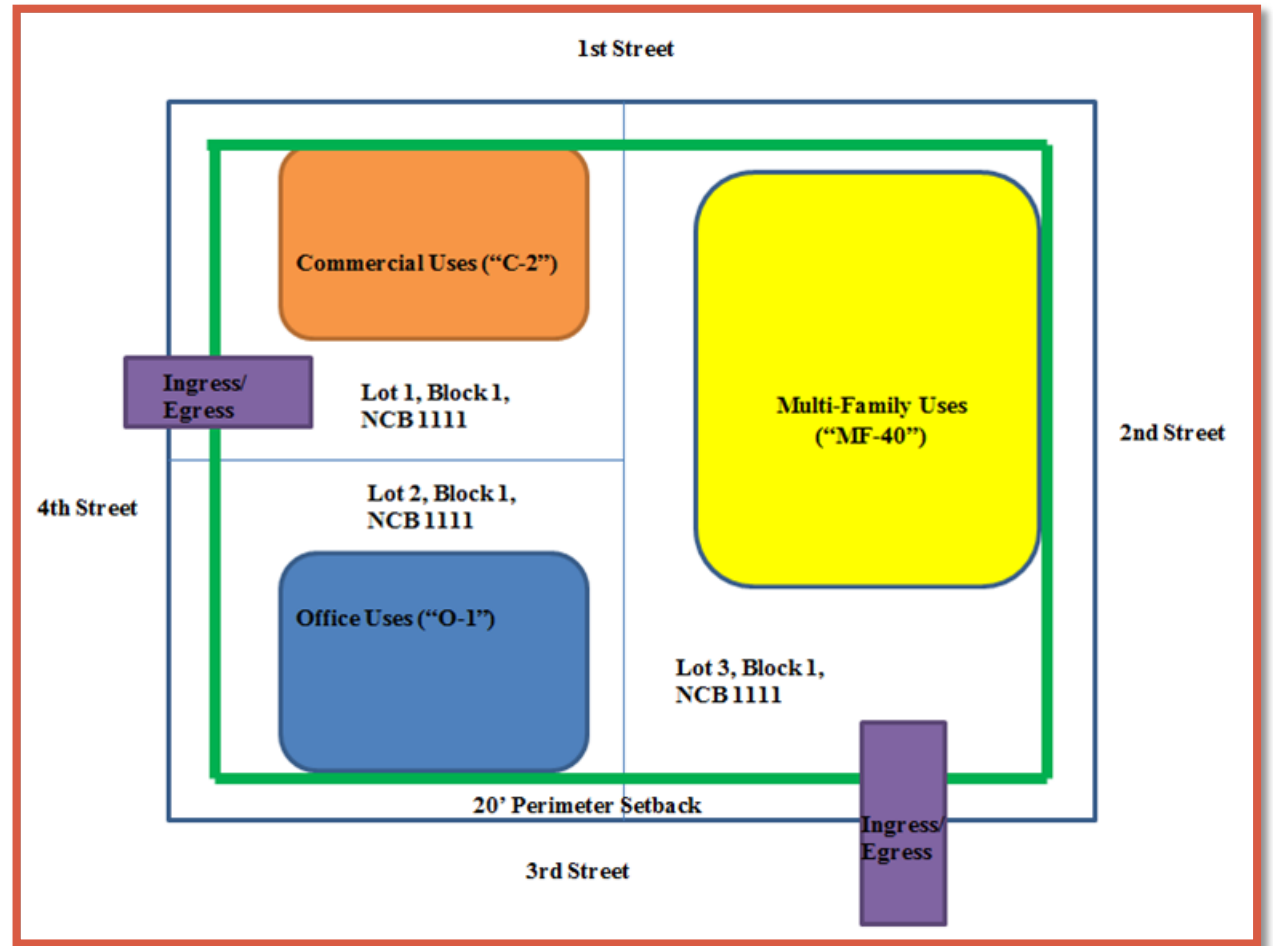 1st Street
Commercial Uses (“C-2”)
Ingress/
Egress
Lot 1, Block 1,
NCB 1111
Multi-Family Uses
(“MF-40”)
2nd Street
4th Street
Lot 2, Block 1,
NCB 1111
Office Uses (“O-1”)
Lot 3, Block 1,
NCB 1111
20’ Perimeter Setback
Ingress/
Egress
3rd Street